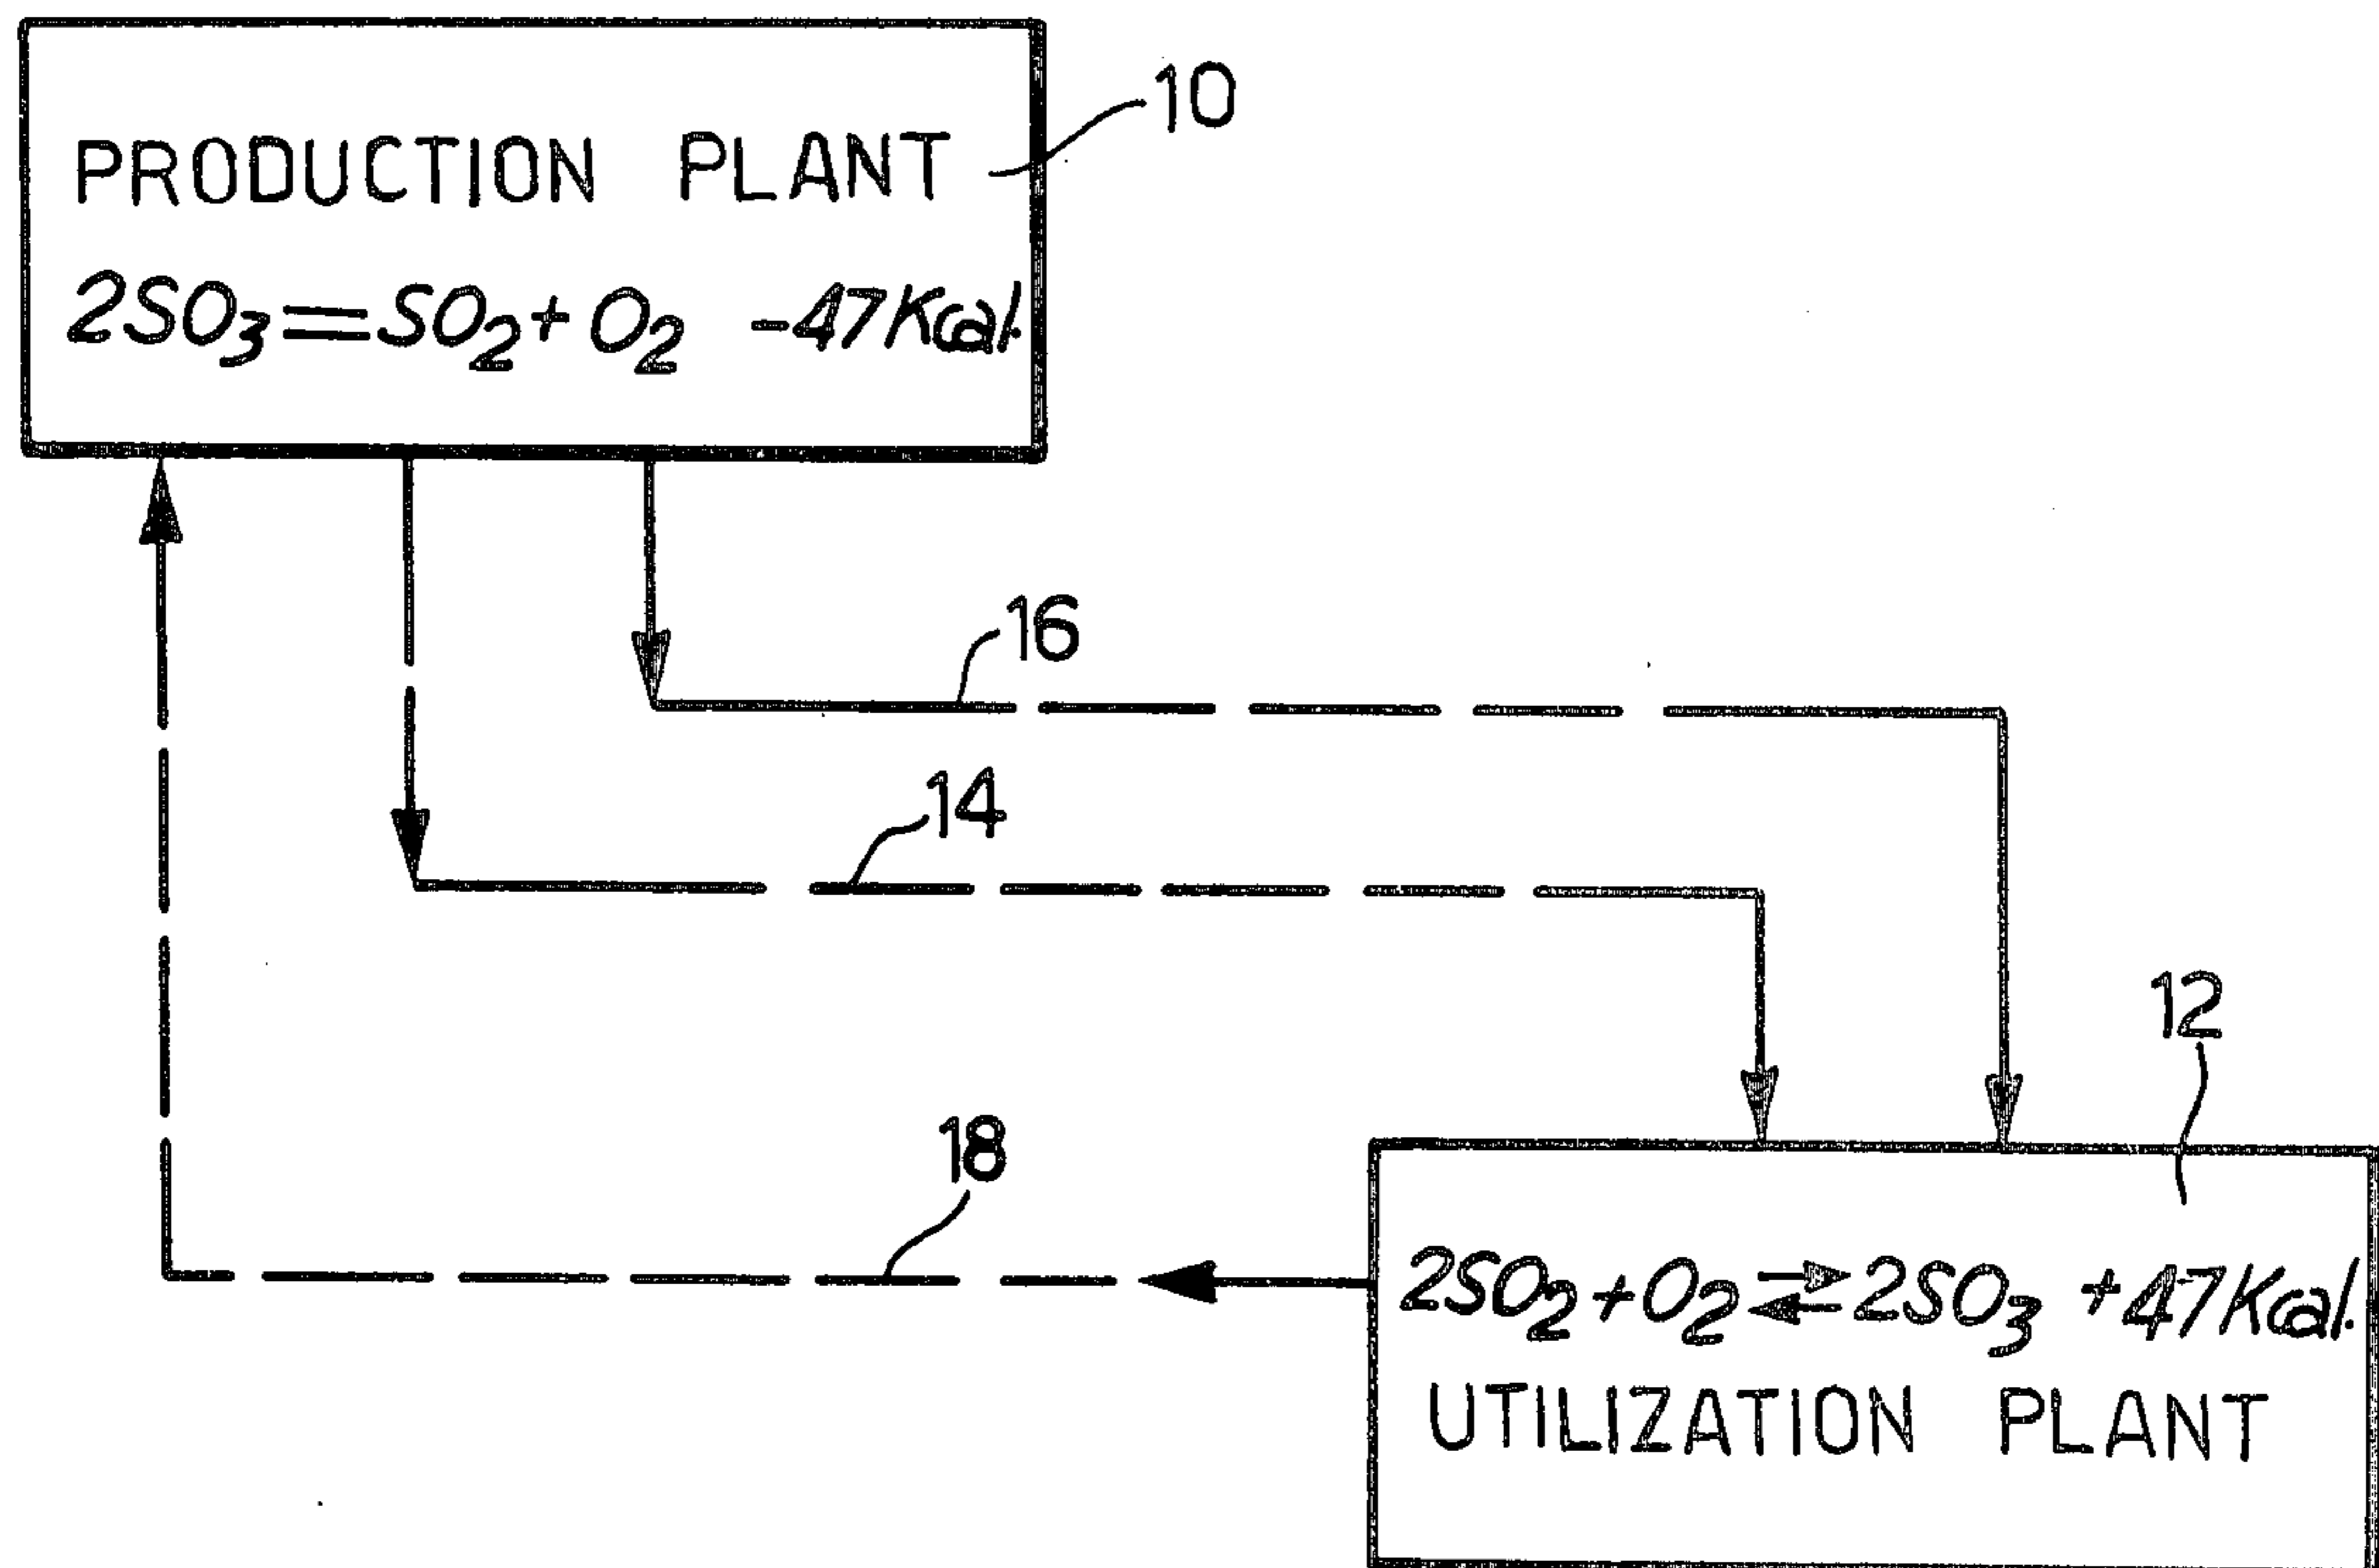 10
PRODUCTION PLANT
2SO₃=SO₂+O₂ -47Kcal.
16
14
12
18
2SO₂+O₂⇄2SO₃ +47Kcal.
UTILIZATION PLANT